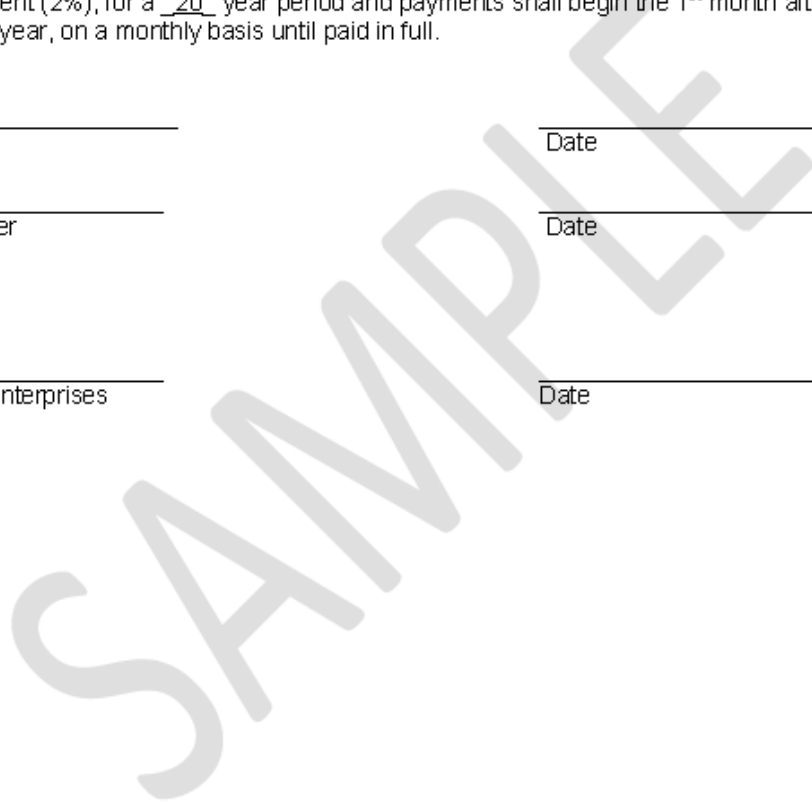 ent (2%), for a _20_ year period and payments shall begin the 1st month aft
year, on a monthly basis until paid in full.
Date
er Date
nterprises Date
SAMPLE